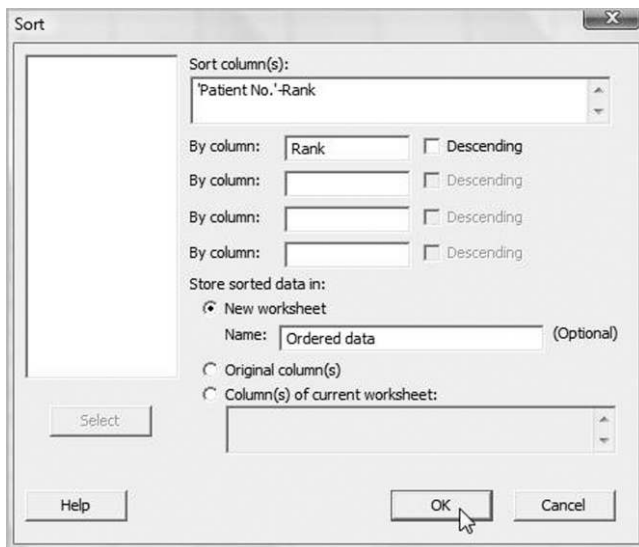 Sort
Sort column(s):
'Patient No.'-Rank
By column: Rank Descending
By column: Descending
By column: Descending
By column: Descending
Store sorted data in:
New worksheet
Name: Ordered data (Optional)
Original column(s)
Column(s) of current worksheet:
Select
Help OK Cancel